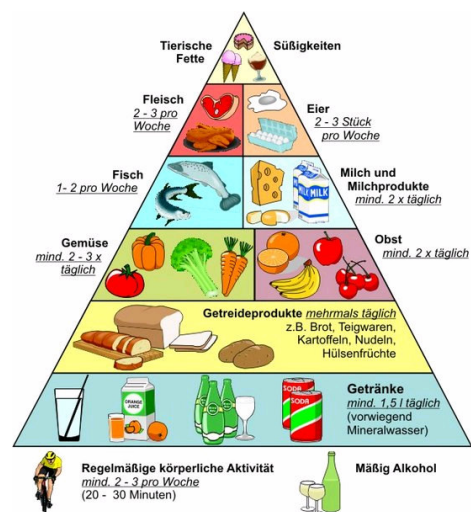 Tierische
Fette
Süßigkeiten
Fleisch
2 - 3 pro
Woche
Eier
2 - 3 Stück
pro Woche
Fisch
1- 2 pro Woche
MILK MILK
Milch und
Milchprodukte
mind. 2 x täglich
Gemüse
mind. 2 - 3 x
täglich
Obst
mind. 2 x täglich
Getreideprodukte mehrmals täglich
z.B. Brot, Teigwaren,
Kartoffeln, Nudeln,
Hülsenfrüchte
ORANGE
JUICE
SODA
SODA
Getränke
mind. 1,5 l täglich
(vorwiegend
Mineralwasser)
Regelmäßige körperliche Aktivität
mind. 2 - 3 pro Woche
(20 - 30 Minuten)
Mäßig Alkohol